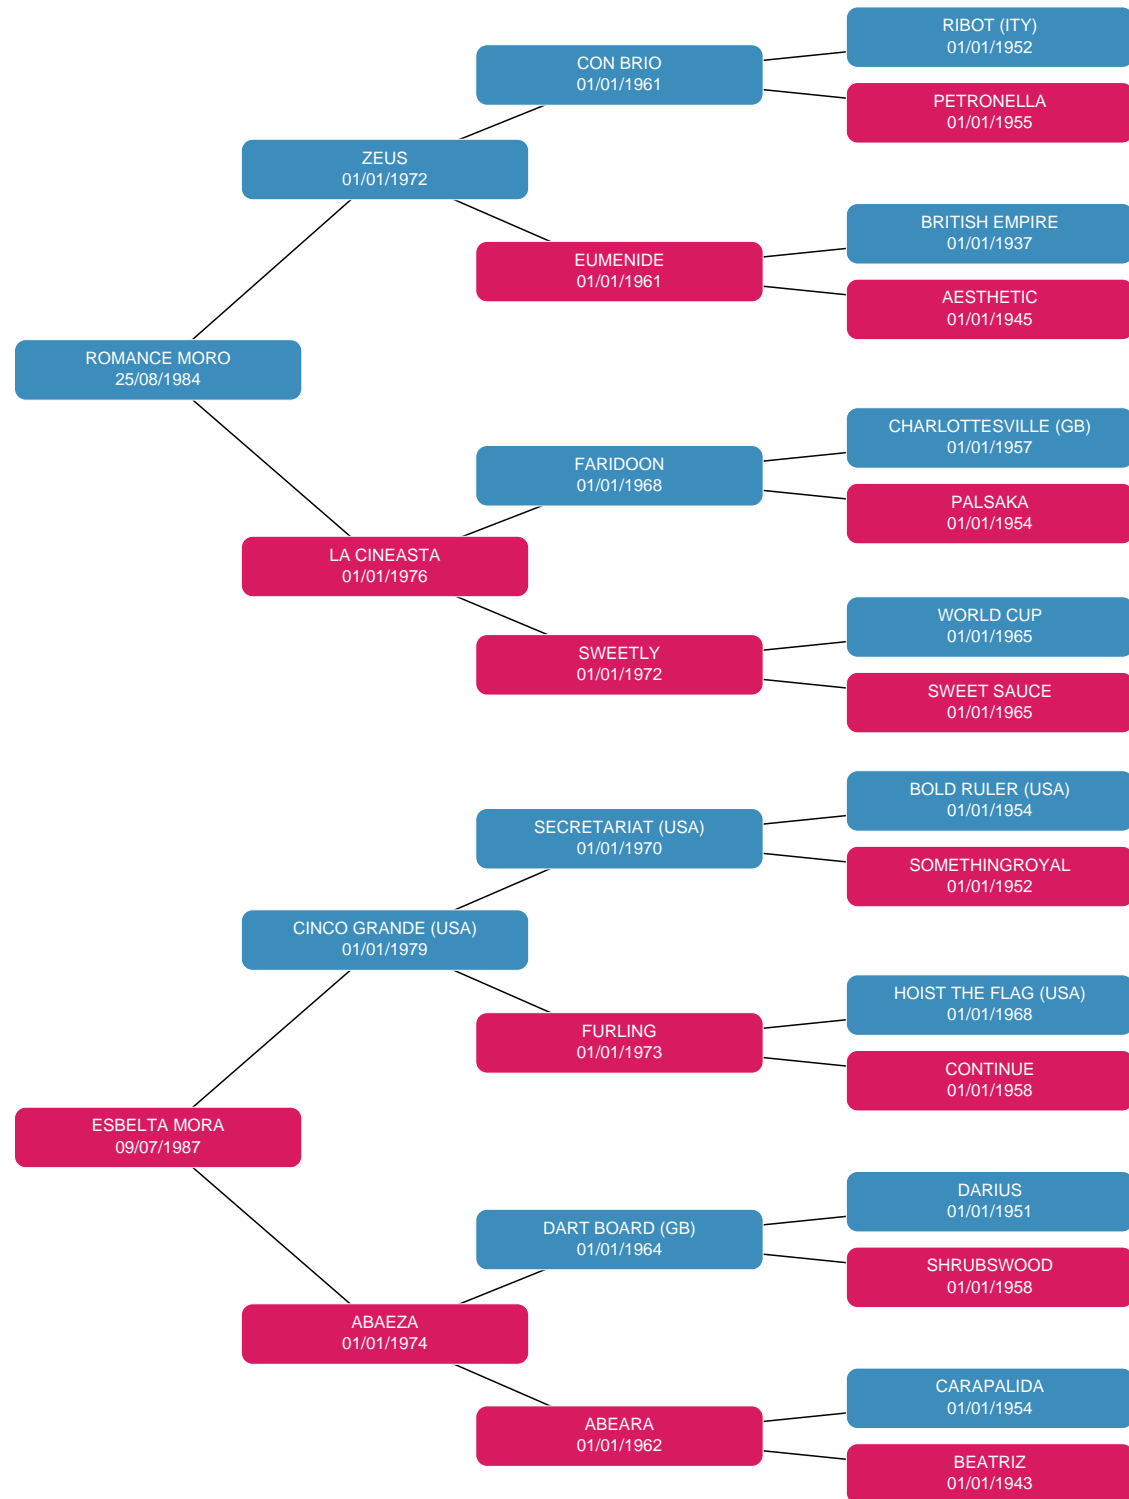 RIBOT (ITY)
01/01/1952
CON BRIO
01/01/1961
PETRONELLA
01/01/1955
ZEUS
01/01/1972
BRITISH EMPIRE
01/01/1937
EUMENIDE
01/01/1961
AESTHETIC
01/01/1945
ROMANCE MORO
25/08/1984
CHARLOTTESVILLE (GB)
01/01/1957
FARIDOON
01/01/1968
PALSAKA
01/01/1954
LA CINEASTA
01/01/1976
WORLD CUP
01/01/1965
SWEETLY
01/01/1972
SWEET SAUCE
01/01/1965
BOLD RULER (USA)
01/01/1954
SECRETARIAT (USA)
01/01/1970
SOMETHINGROYAL
01/01/1952
CINCO GRANDE (USA)
01/01/1979
HOIST THE FLAG (USA)
01/01/1968
FURLING
01/01/1973
CONTINUE
01/01/1958
ESBELTA MORA
09/07/1987
DARIUS
01/01/1951
DART BOARD (GB)
01/01/1964
SHRUBSWOOD
01/01/1958
ABAEZA
01/01/1974
CARAPALIDA
01/01/1954
ABEARA
01/01/1962
BEATRIZ
01/01/1943